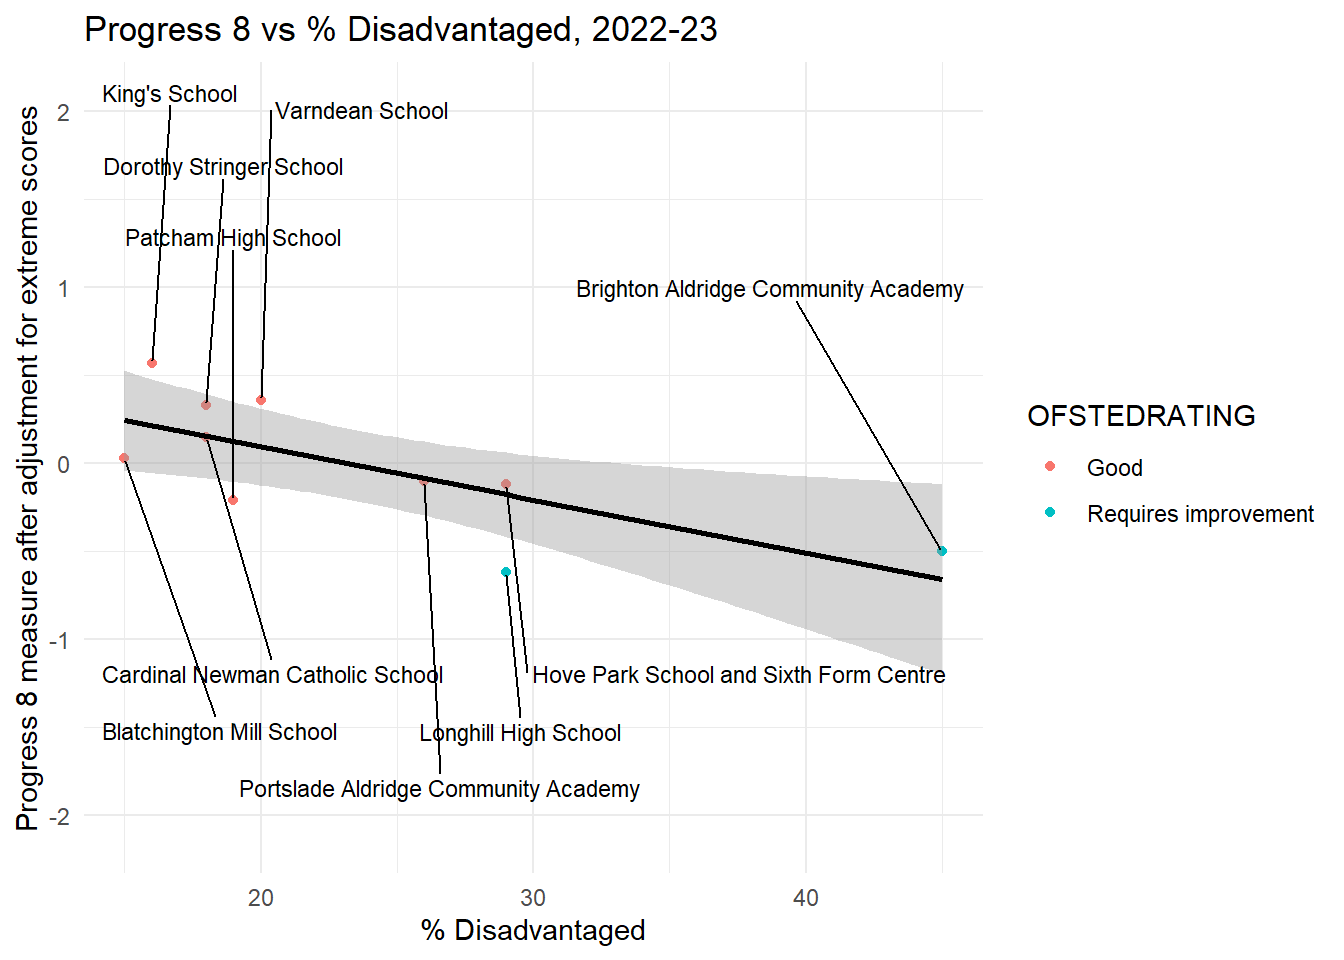 Progress 8 vs % Disadvantaged, 2022-23
Progress 8 measure after adjustment for extreme scores
2
1
0
-1
-2
King's School
Varndean School
Dorothy Stringer School
Patcham High School
Brighton Aldridge Community Academy
Cardinal Newman Catholic School
Hove Park School and Sixth Form Centre
Blatchington Mill School
Longhill High School
Portslade Aldridge Community Academy
20
30
40
% Disadvantaged
OFSTEDRATING
Good
Requires improvement